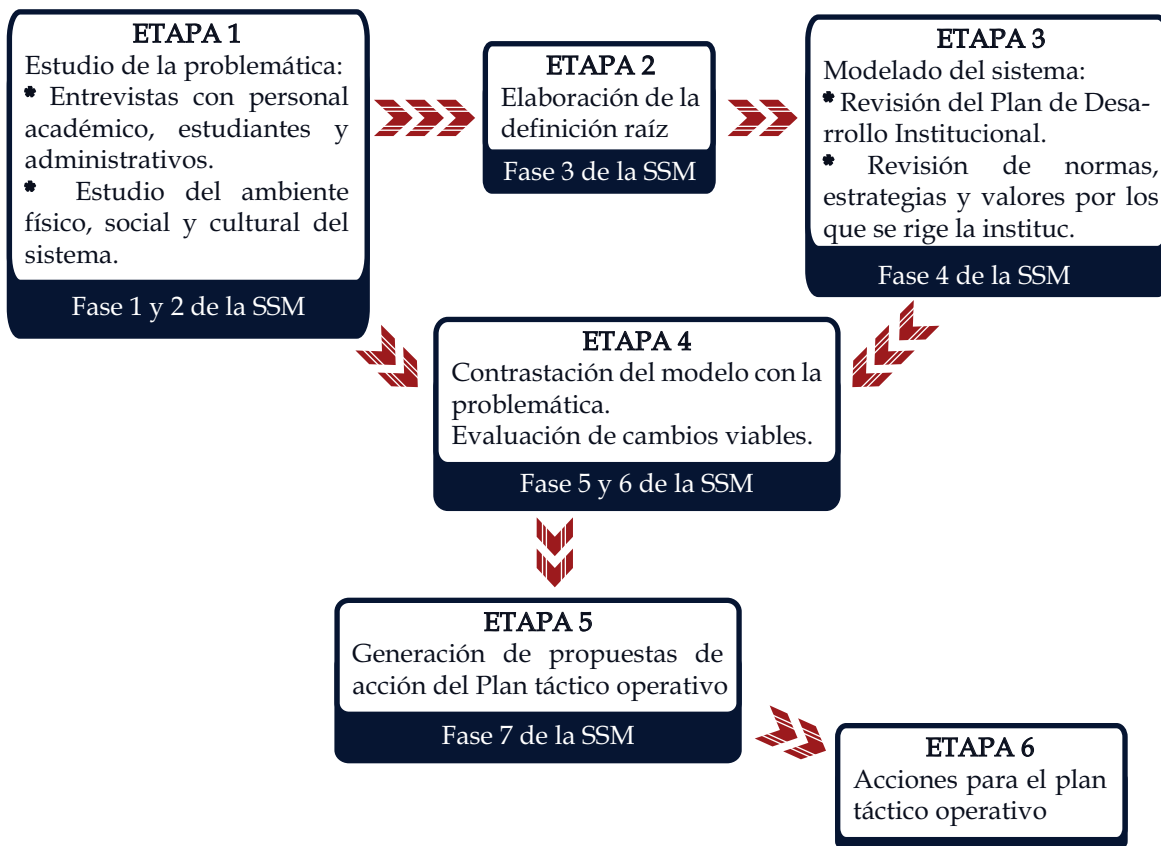 ETAPA 1
Estudio de la problemática:
* Entrevistas con personal
académico, estudiantes y
administrativos.
* Estudio del ambiente
físico, social y cultural del
sistema.
Fase 1 y 2 de la SSM
ETAPA 2
Elaboración de la
definición raíz
Fase 3 de la SSM
ETAPA 3
Modelado del sistema:
* Revisión del Plan de Desa-
rrollo Institucional.
* Revisión de normas,
estrategias y valores por los
que se rige la instituc.
Fase 4 de la SSM
ETAPA 4
Contrastación del modelo con la
problemática.
Evaluación de cambios viables.
Fase 5 y 6 de la SSM
ETAPA 5
Generación de propuestas de
acción del Plan táctico operativo
Fase 7 de la SSM
ETAPA 6
Acciones para el plan
táctico operativo